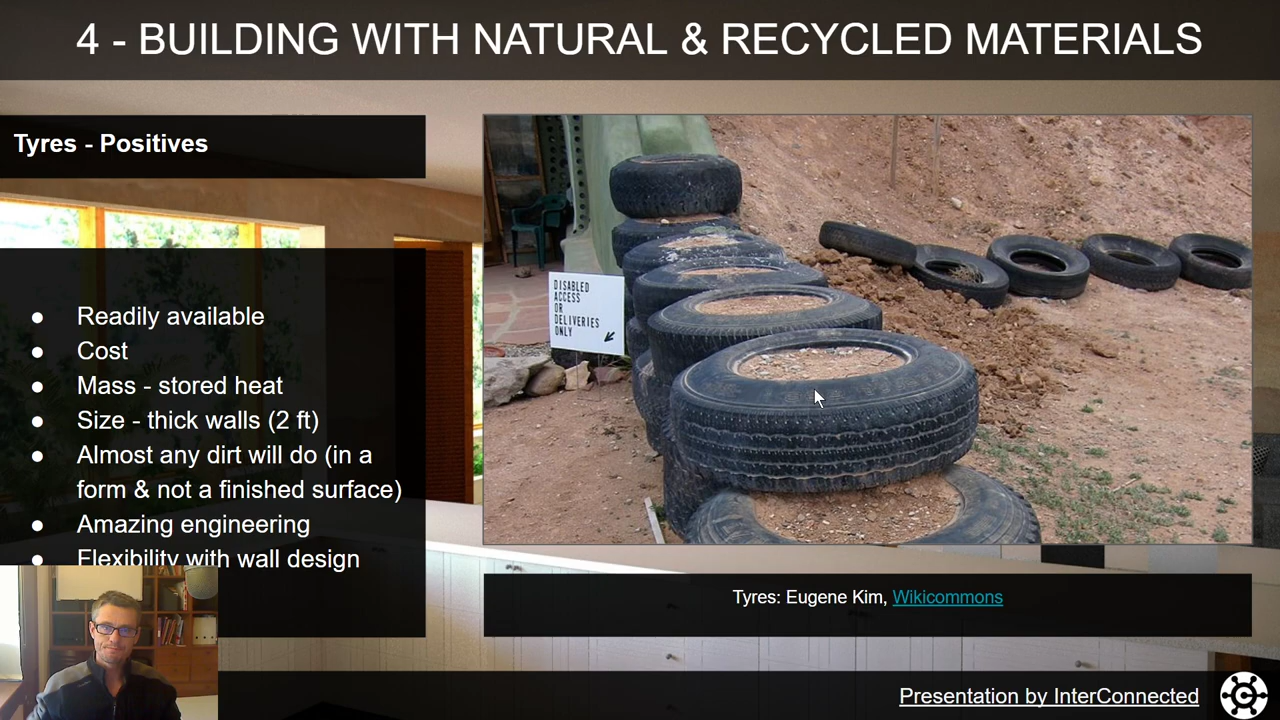 4 - BUILDING WITH NATURAL & RECYCLED MATERIALS
Tyres - Positives
● Readily available
● Cost
● Mass - stored heat
● Size - thick walls (2 ft)
● Almost any dirt will do (in a
form & not a finished surface)
● Amazing engineering
● Flexibility with wall design
DISABLED
ACCESS
OR
DELIVERIES
ONLY
Tyres: Eugene Kim, Wikicommons
Presentation by InterConnected